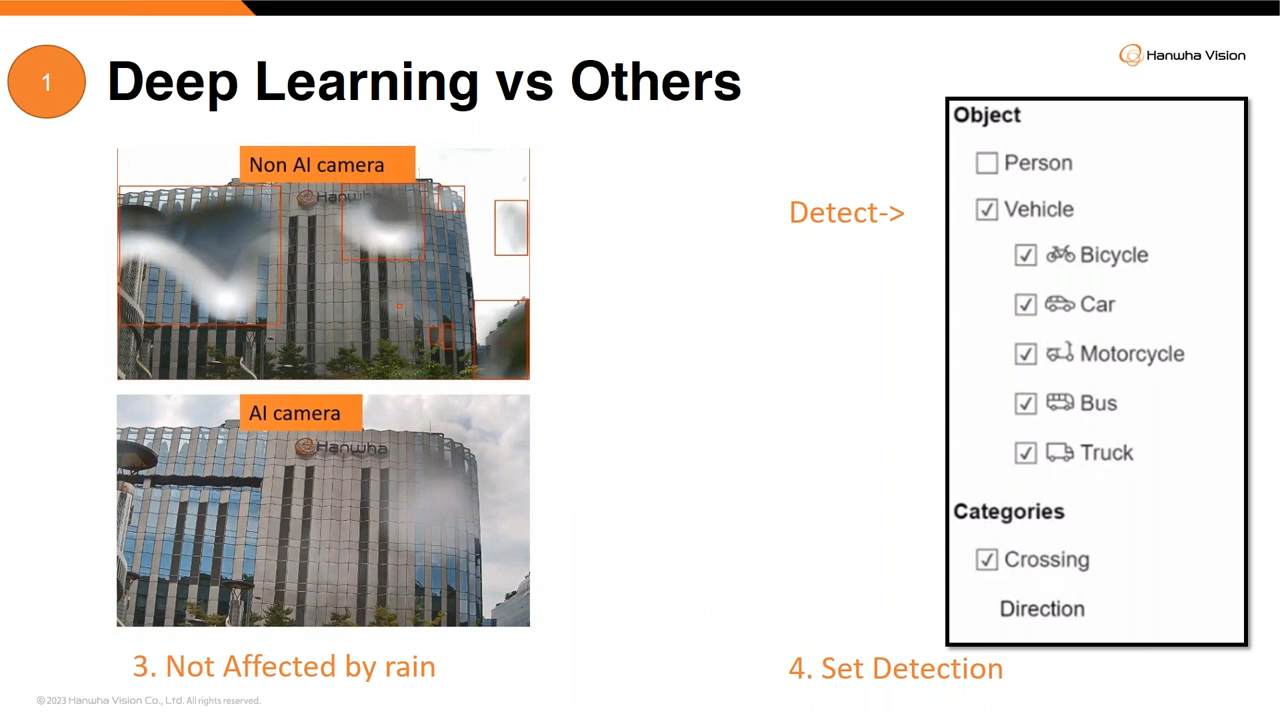 1
Deep Learning vs Others
Hanwha Vision
Non AI camera
Hanwha
AI camera
Hanwha
3. Not Affected by rain
Detect->
Object
Person
Vehicle
Bicycle
Car
Motorcycle
Bus
Truck
Categories
Crossing
Direction
4. Set Detection
© 2023 Hanwha Vision Co., Ltd. All rights reserved.